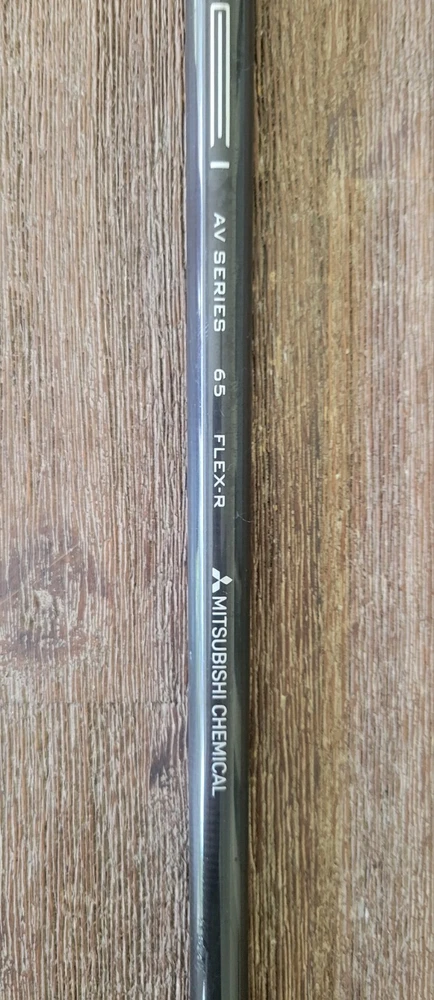 AV SERIES 65 FLEX-R
MITSUBISHI CHEMICAL